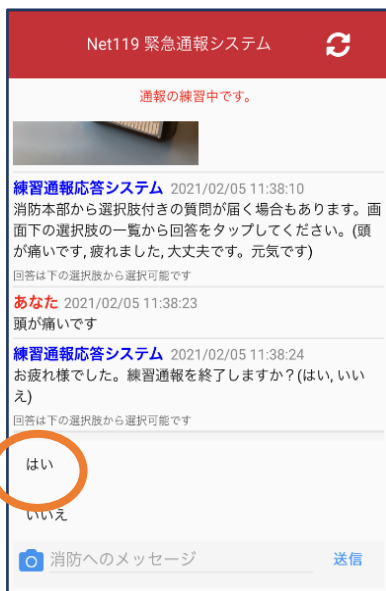 Net119 緊急通報システム
通報の練習中です。
練習通報応答システム 2021/02/05 11:38:10
消防本部から選択肢付きの質問が届く場合もあります。画
面下の選択肢の一覧から回答をタップしてください。(頭
が痛いです, 疲れました, 大丈夫です。元気です)
回答は下の選択肢から選択可能です
あなた 2021/02/05 11:38:23
頭が痛いです
練習通報応答システム 2021/02/05 11:38:24
お疲れ様でした。練習通報を終了しますか？(はい, いい
え)
回答は下の選択肢から選択可能です
はい
いいえ
消防へのメッセージ 送信